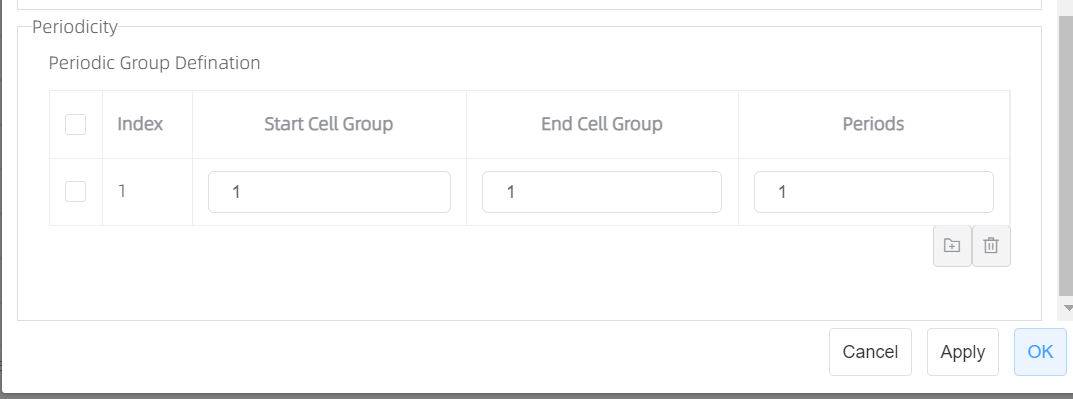 Periodicity
Periodic Group Defination
Index Start Cell Group End Cell Group Periods
1 1 1 1
Cancel Apply OK